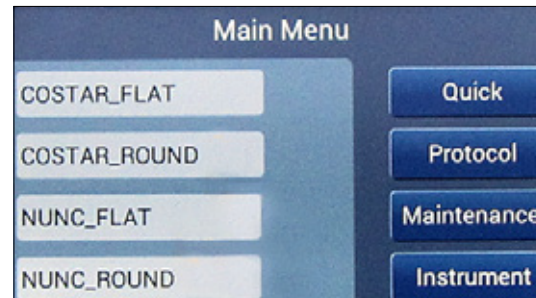 Main Menu
COSTAR_FLAT
Quick
COSTAR_ROUND
Protocol
NUNC_FLAT
Maintenance
NUNC_ROUND
Instrument